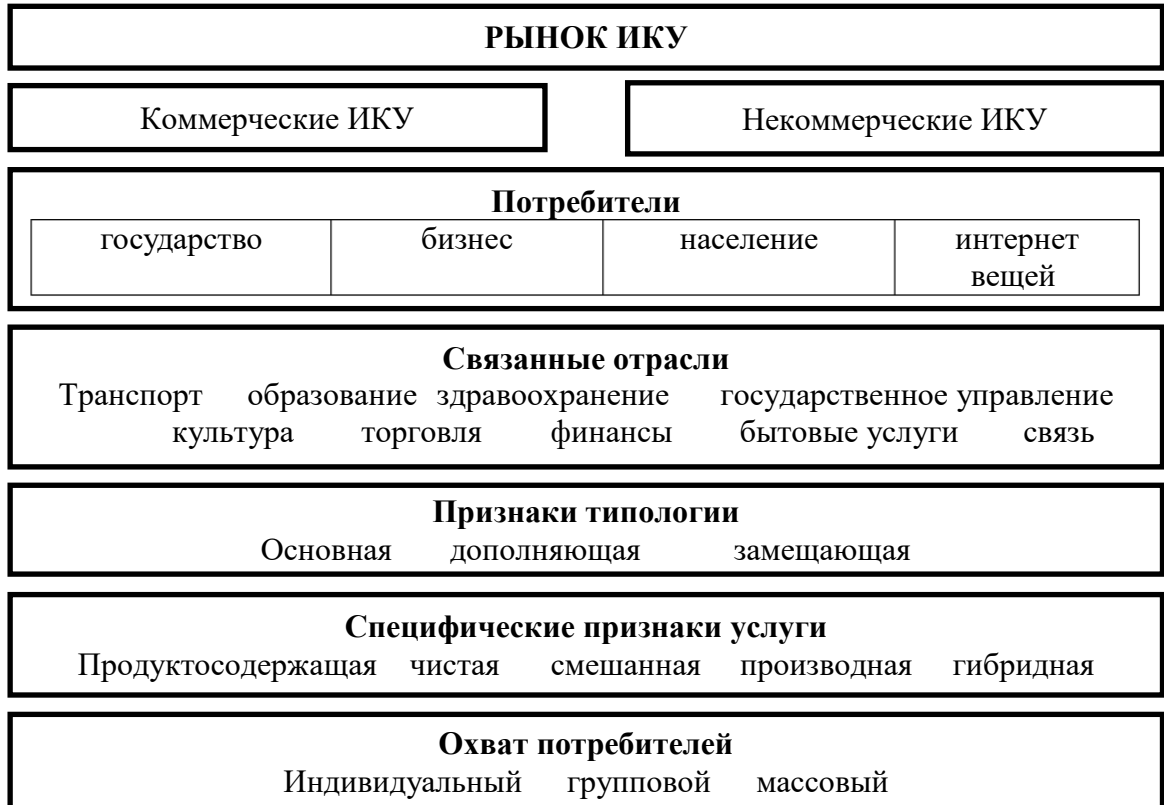 РЫНОК ИКУ
Коммерческие ИКУ
Некоммерческие ИКУ
Потребители
государство бизнес население интернет
вещей
Связанные отрасли
Транспорт образование здравоохранение государственное управление
культура торговля финансы бытовые услуги связь
Признаки типологии
Основная дополняющая замещающая
Специфические признаки услуги
Продуктосодержащая чистая смешанная производная гибридная
Охват потребителей
Индивидуальный групповой массовый